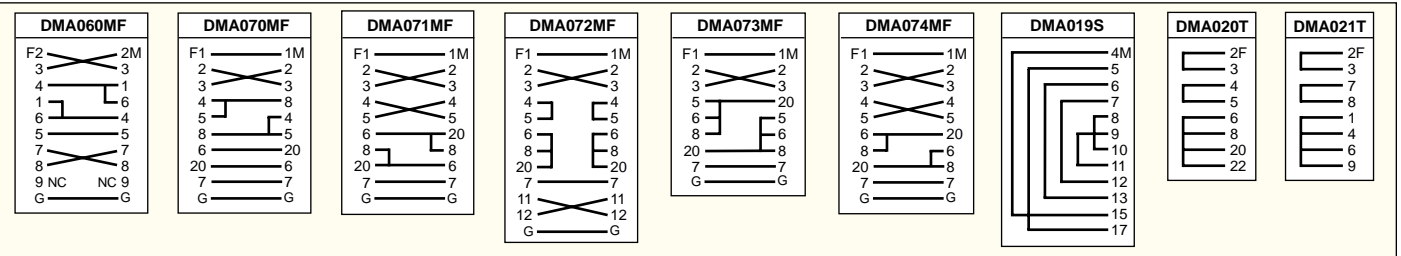 DMA060MF
F2 2M
3 3
4 1
1 6
6 4
5 5
7 7
8 8
9 NC NC 9
G G
DMA070MF
F1 1M
2 2
3 3
4 8
5 4
8 5
6 20
20 6
7 7
G G
DMA071MF
F1 1M
2 2
3 3
4 4
5 5
6 20
8 8
20 6
7 7
G G
DMA072MF
F1 1M
2 2
3 3
4 4
5 5
6 6
8 8
20 20
7 7
11 11
12 12
G G
DMA073MF
F1 1M
2 2
3 3
5 20
6 5
8 6
20 8
7 7
G G
DMA074MF
F1 1M
2 2
3 3
4 4
5 5
6 20
8 6
20 8
7 7
G G
DMA019S
4M
5
6
7
8
9
10
11
12
13
15
17
DMA020T
2F
3
4
5
6
8
20
22
DMA021T
2F
3
7
8
1
4
6
9